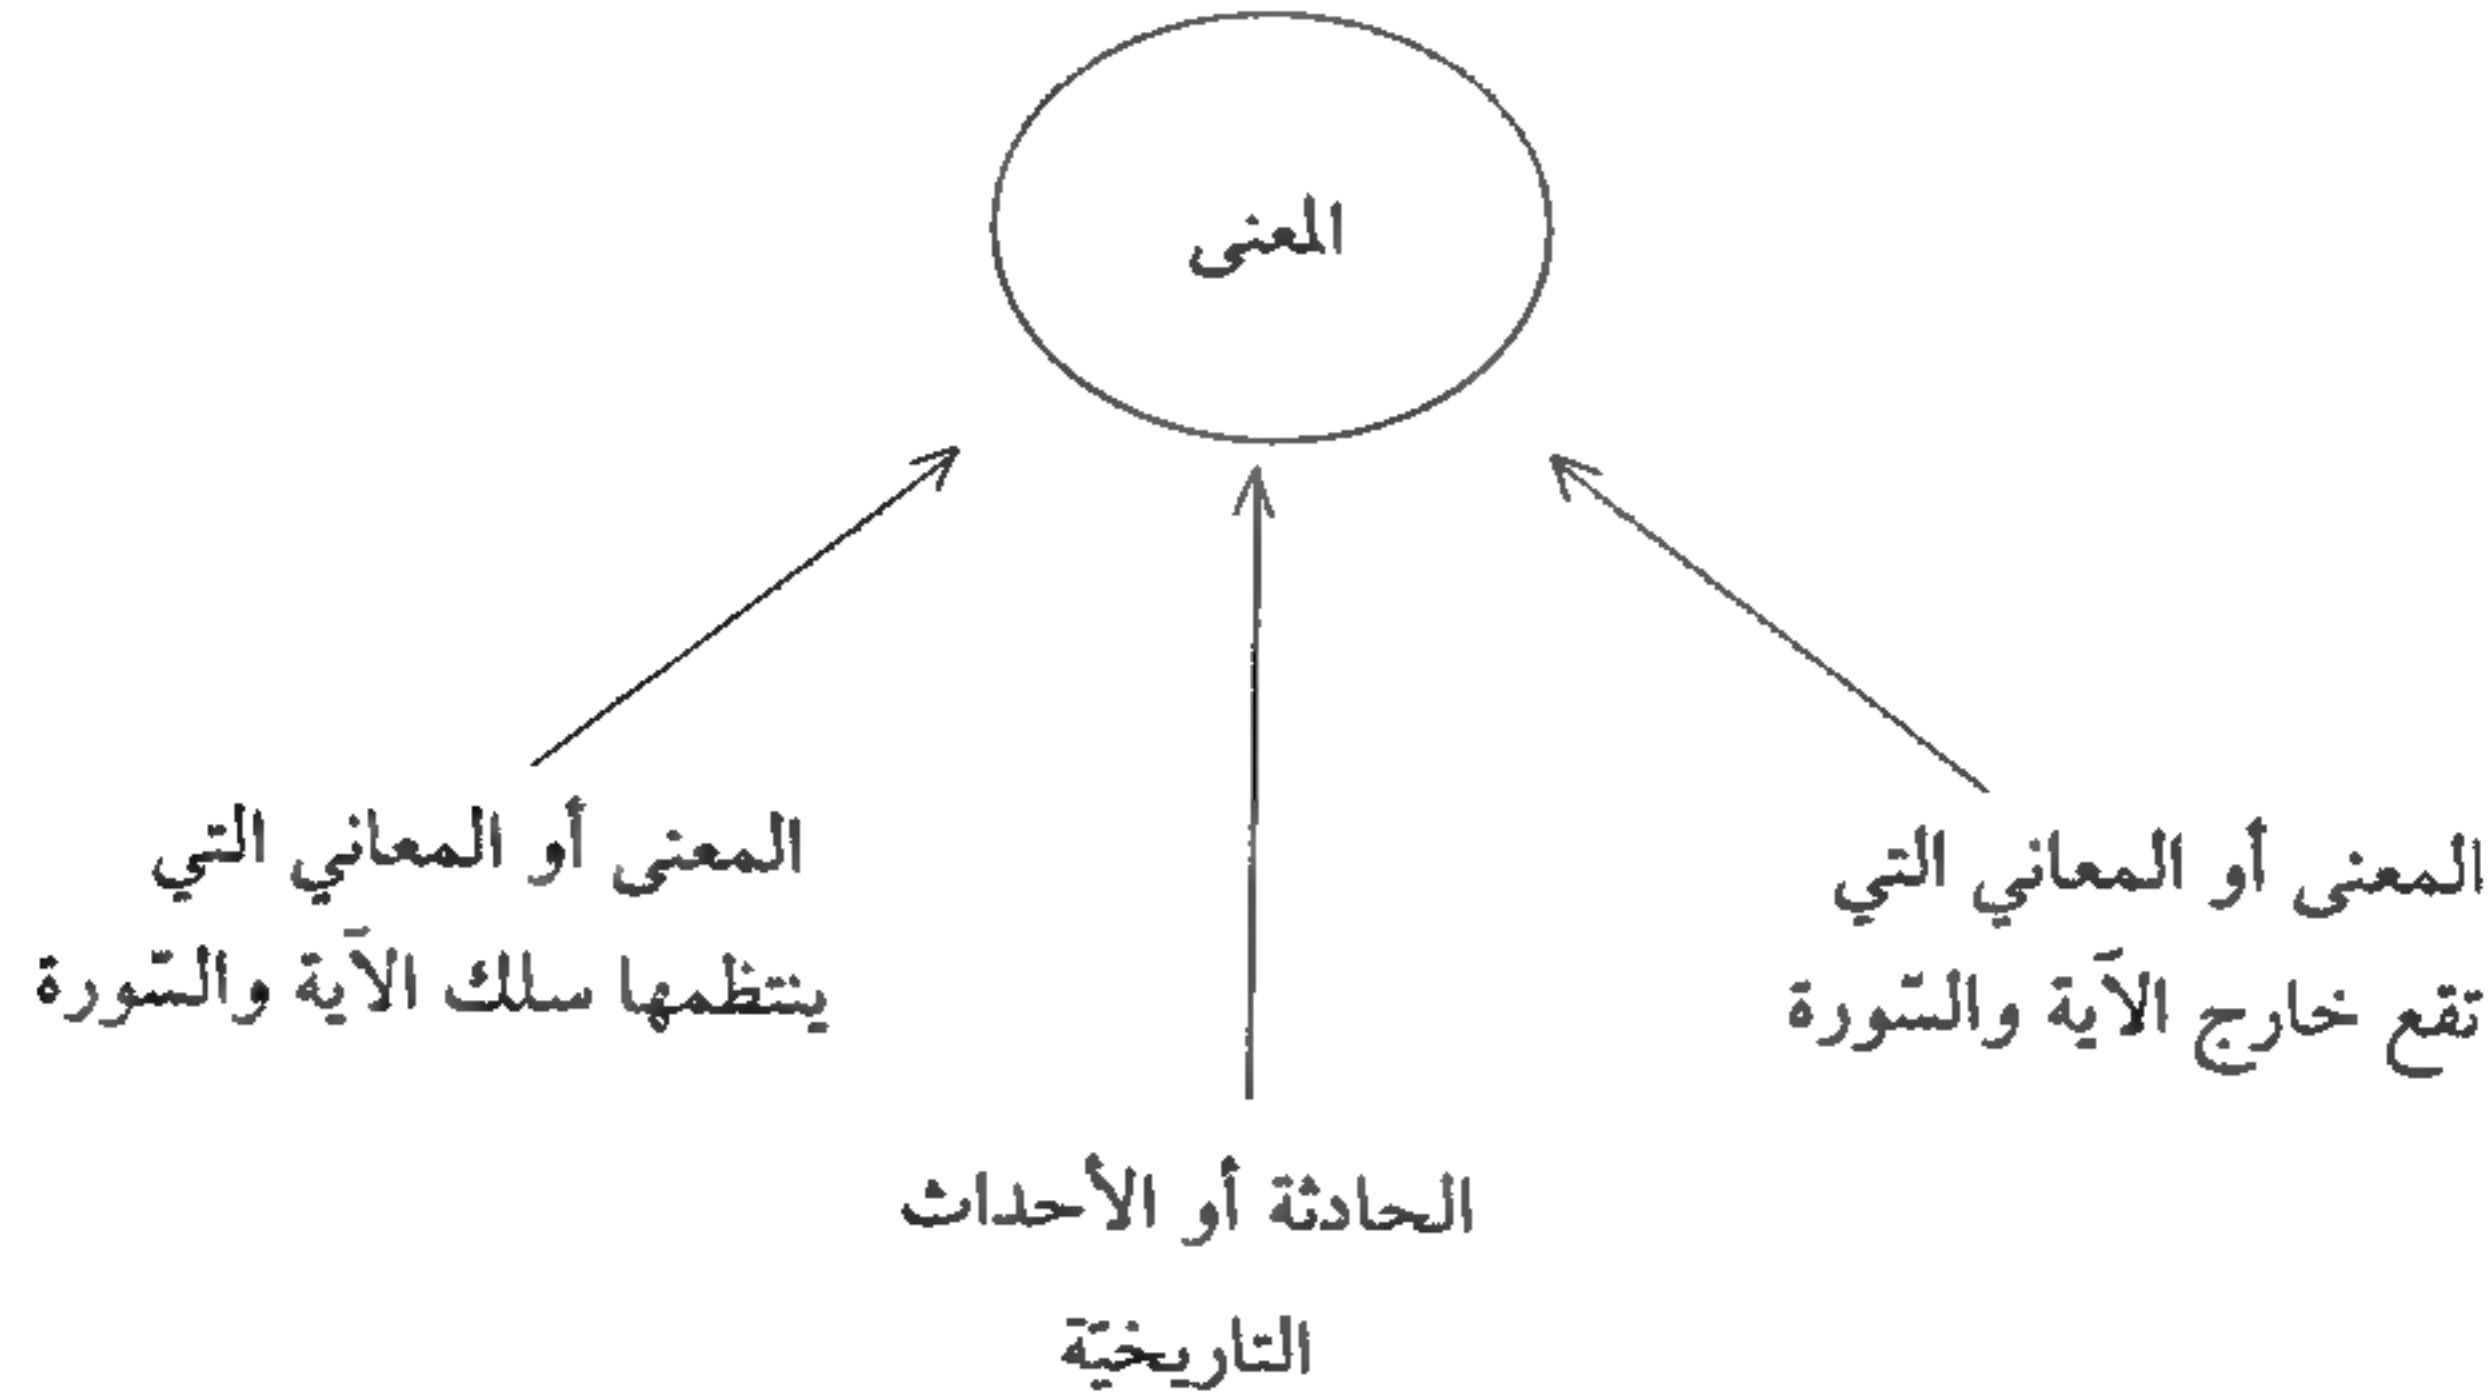 المعنى
المعنى أو المعاني التي
تقع خارج الآية والسّورة
المعنى أو المعاني التي
ينتظمها سلك الآية والسّورة
الحادثة أو الأحداث
التاريخيّة